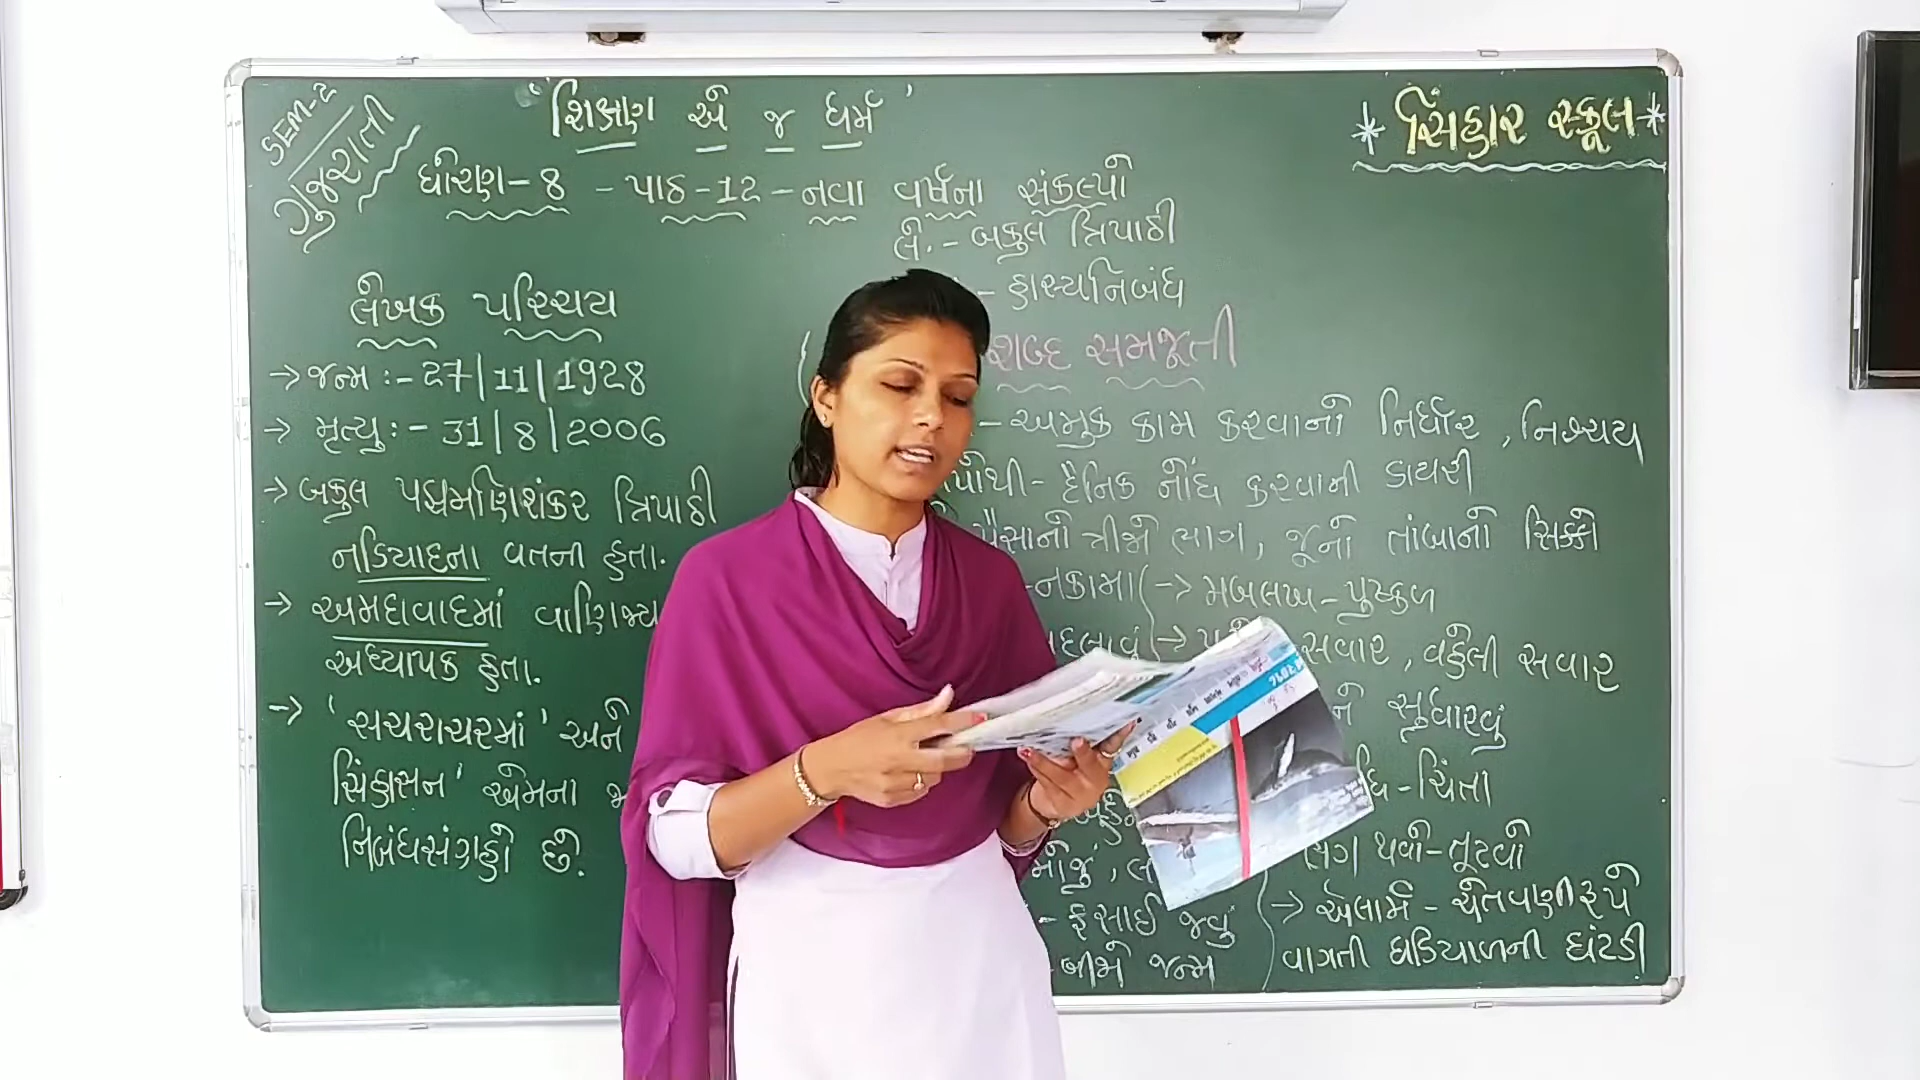 'શિક્ષણ એ જ ધર્મ'
* સિંહાર સ્કૂલ *
SEM-2
ગુજરાતી
ધોરણ-8 - પાઠ-12 - નવા વર્ષના સંકલ્પો
લે. - બકુલ ત્રિપાઠી
- હાસ્યનિબંધ
લેખક પરિચય
→ જન્મ :- 27/11/1928
→ મૃત્યુ :- 31/8/2006
→ બકુલ પદ્મમણિશંકર ત્રિપાઠી
નડિયાદના વતની હતા.
→ અમદાવાદમાં વાણિજ્ય
અધ્યાપક હતા.
→ 'સચરાચરમાં' અને
સિંહાસન' એમના
નિબંધસંગ્રહો છે.
શબ્દ સમજૂતી
- અમુક કામ કરવાનો નિર્ધાર, નિશ્ચય
પોથી - દૈનિક નોંધ કરવાની ડાયરી
પૈસાનો ત્રીજો ભાગ, જૂનો તાંબાનો સિક્કો
- નકામા
→ મબલખ - પુષ્કળ
સવાર, વહેલી સવાર
સુધારવું
- ચિંતા
થવો - તૂટવો
- ફસાઈ જવું
- બીજો જન્મ
→ એલાર્મ - ચેતવણી રૂપે
વાગતી ઘડિયાળની ઘંટડી